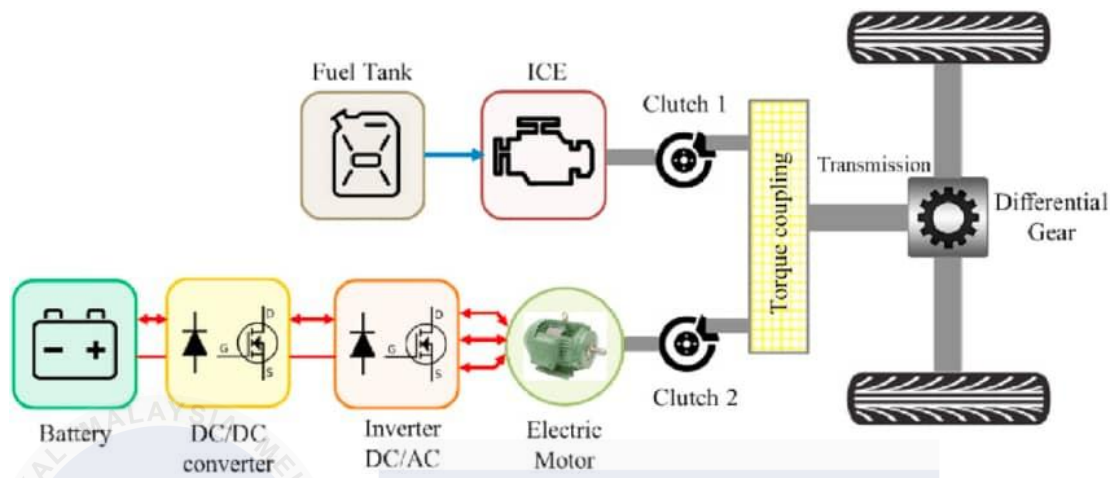 Fuel Tank
ICE
Clutch 1
Torque coupling
Transmission
Differential
Gear
D
G
S
D
G
S
Clutch 2
Battery
DC/DC
converter
Inverter
DC/AC
Electric
Motor
MALAYSIA